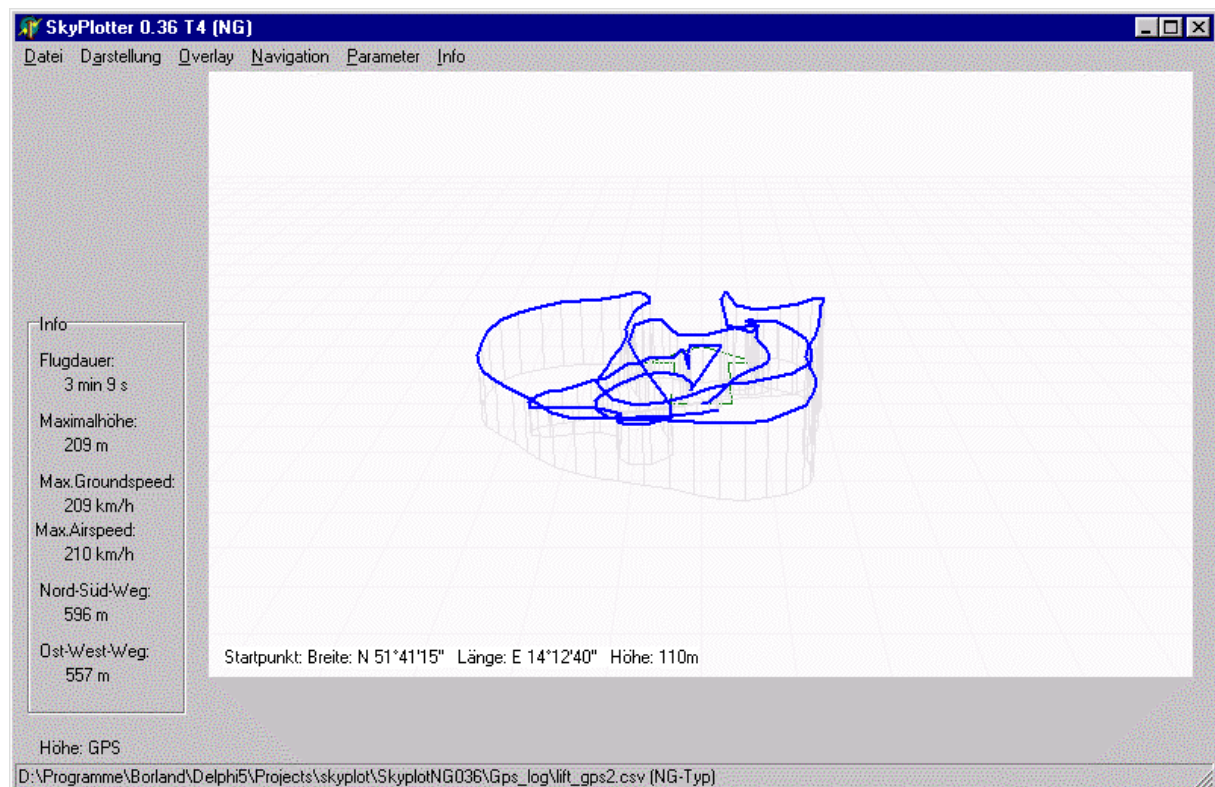 SkyPlotter 0.36 T4 (NG)
Datei Darstellung Overlay Navigation Parameter Info
Info
Flugdauer:
3 min 9 s
Maximalhöhe:
209 m
Max.Groundspeed:
209 km/h
Max.Airspeed:
210 km/h
Nord-Süd-Weg:
596 m
Ost-West-Weg:
557 m
Startpunkt: Breite: N 51°41'15" Länge: E 14°12'40" Höhe: 110m
Höhe: GPS
D:\Programme\Borland\Delphi5\Projects\skyplot\SkyplotNG036\Gps_log\lift_gps2.csv (NG-Typ)